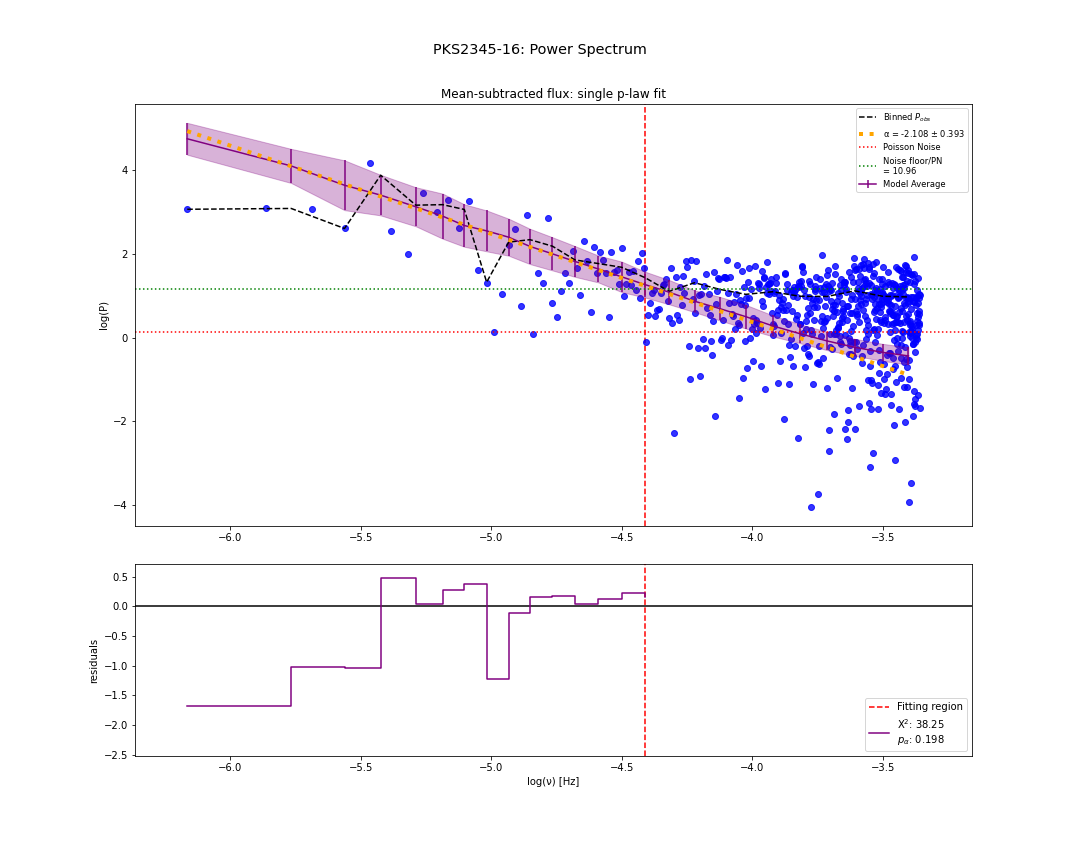 PKS2345-16: Power Spectrum
Mean-subtracted flux: single p-law fit
Binned P_obs
α = -2.108 ± 0.393
Poisson Noise
Noise floor/PN
= 10.96
Model Average
log(P)
4
2
0
−2
−4
−6.0 −5.5 −5.0 −4.5 −4.0 −3.5
residuals
0.5
0.0
−0.5
−1.0
−1.5
−2.0
−2.5
Fitting region
X²: 38.25
p_α: 0.198
−6.0 −5.5 −5.0 −4.5 −4.0 −3.5
log(ν) [Hz]